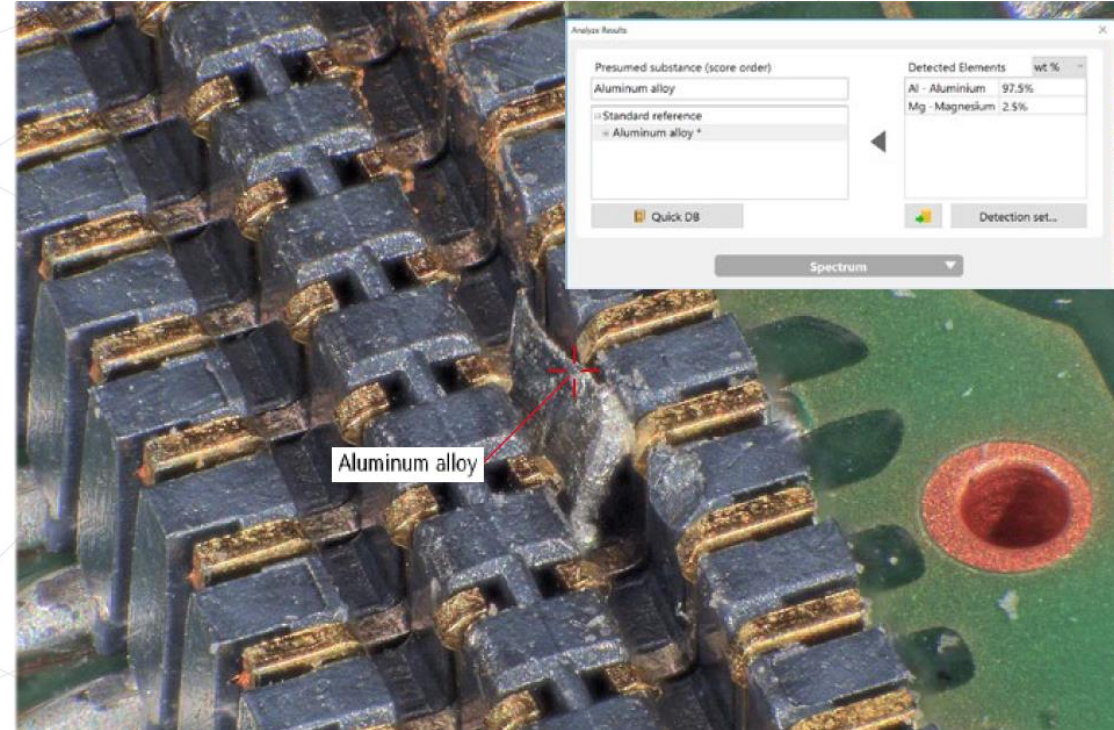 Analyze Results
Presumed substance (score order)
Aluminum alloy
Standard reference
Aluminum alloy *
Quick DB
Detected Elements wt %
Al - Aluminium 97.5%
Mg - Magnesium 2.5%
Detection set...
Spectrum
Aluminum alloy